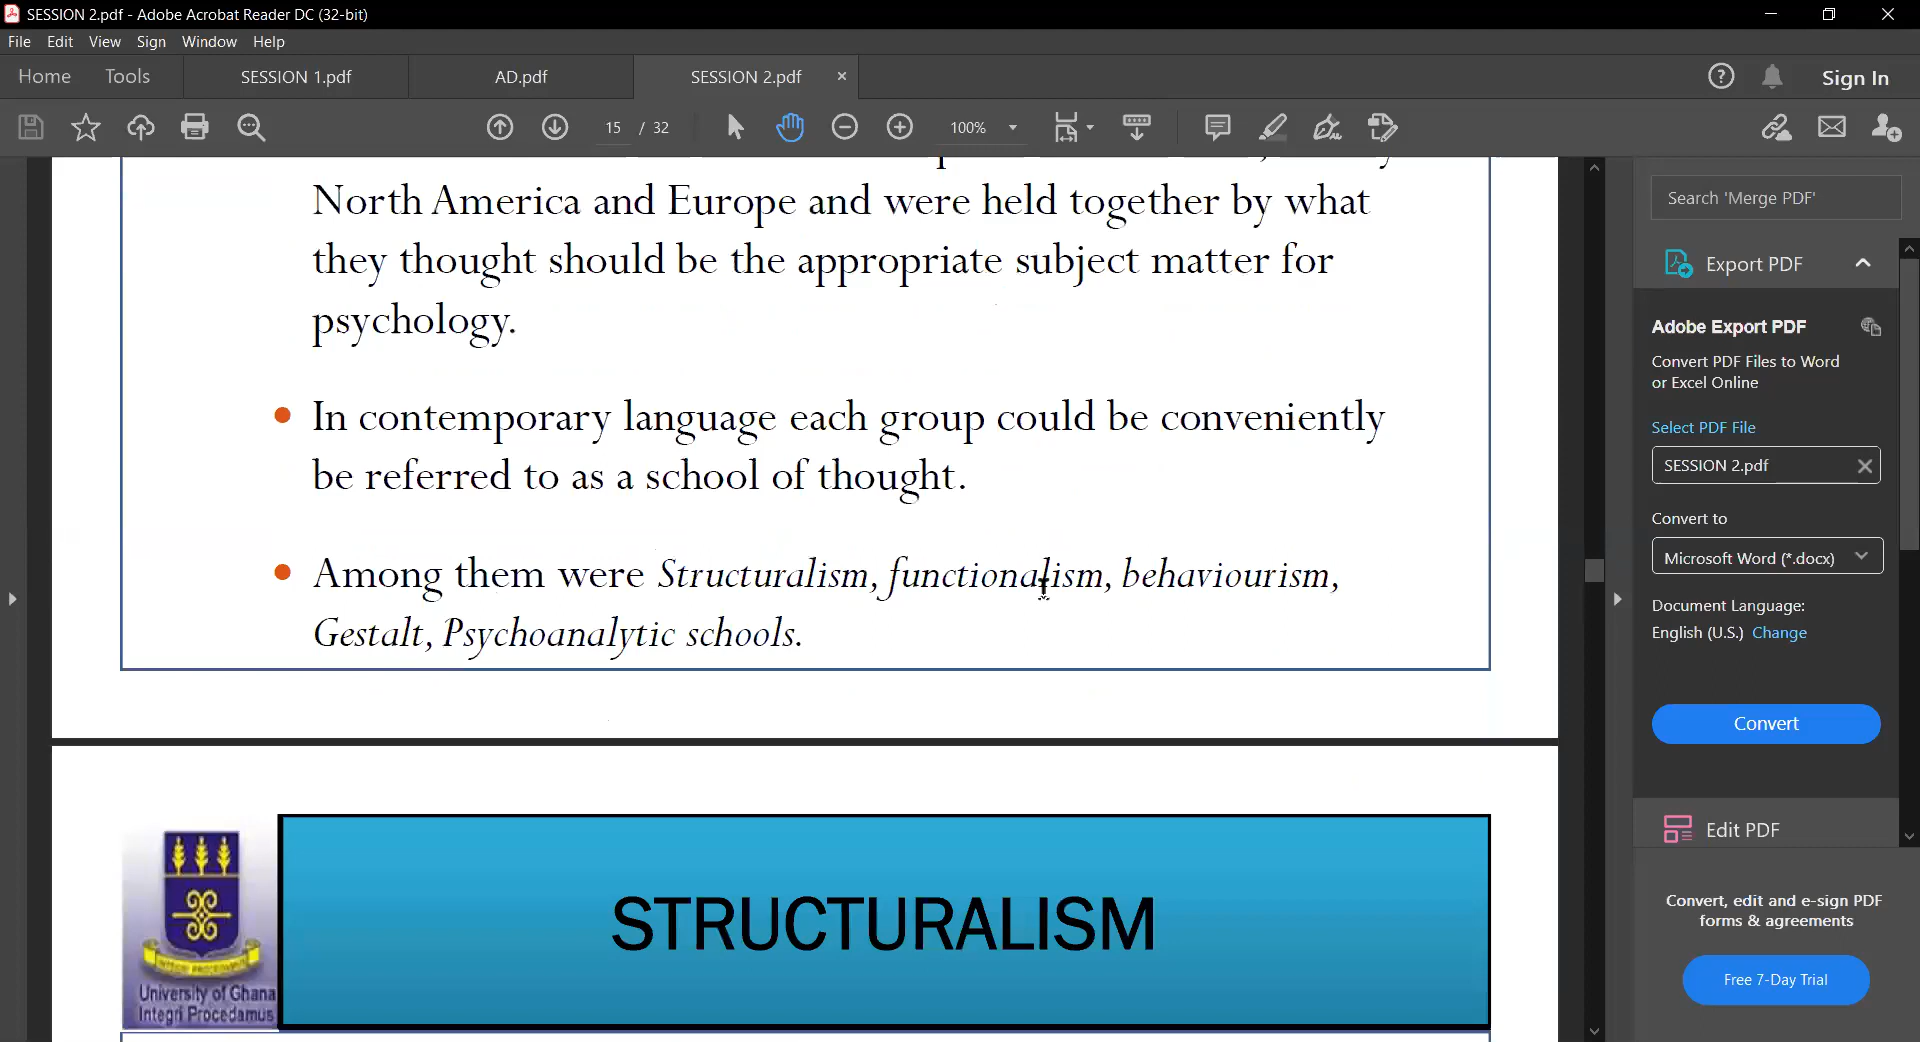 SESSION 2.pdf - Adobe Acrobat Reader DC (32-bit)
File Edit View Sign Window Help
Home Tools SESSION 1.pdf AD.pdf SESSION 2.pdf Sign In
15 / 32 100%
North America and Europe and were held together by what
they thought should be the appropriate subject matter for
psychology.
In contemporary language each group could be conveniently
be referred to as a school of thought.
Among them were Structuralism, functionalism, behaviourism,
Gestalt, Psychoanalytic schools.
STRUCTURALISM
University of Ghana
Integri Procedamus
Search 'Merge PDF'
Export PDF
Adobe Export PDF
Convert PDF Files to Word
or Excel Online
Select PDF File
SESSION 2.pdf
Convert to
Microsoft Word (*.docx)
Document Language:
English (U.S.) Change
Convert
Edit PDF
Convert, edit and e-sign PDF
forms & agreements
Free 7-Day Trial